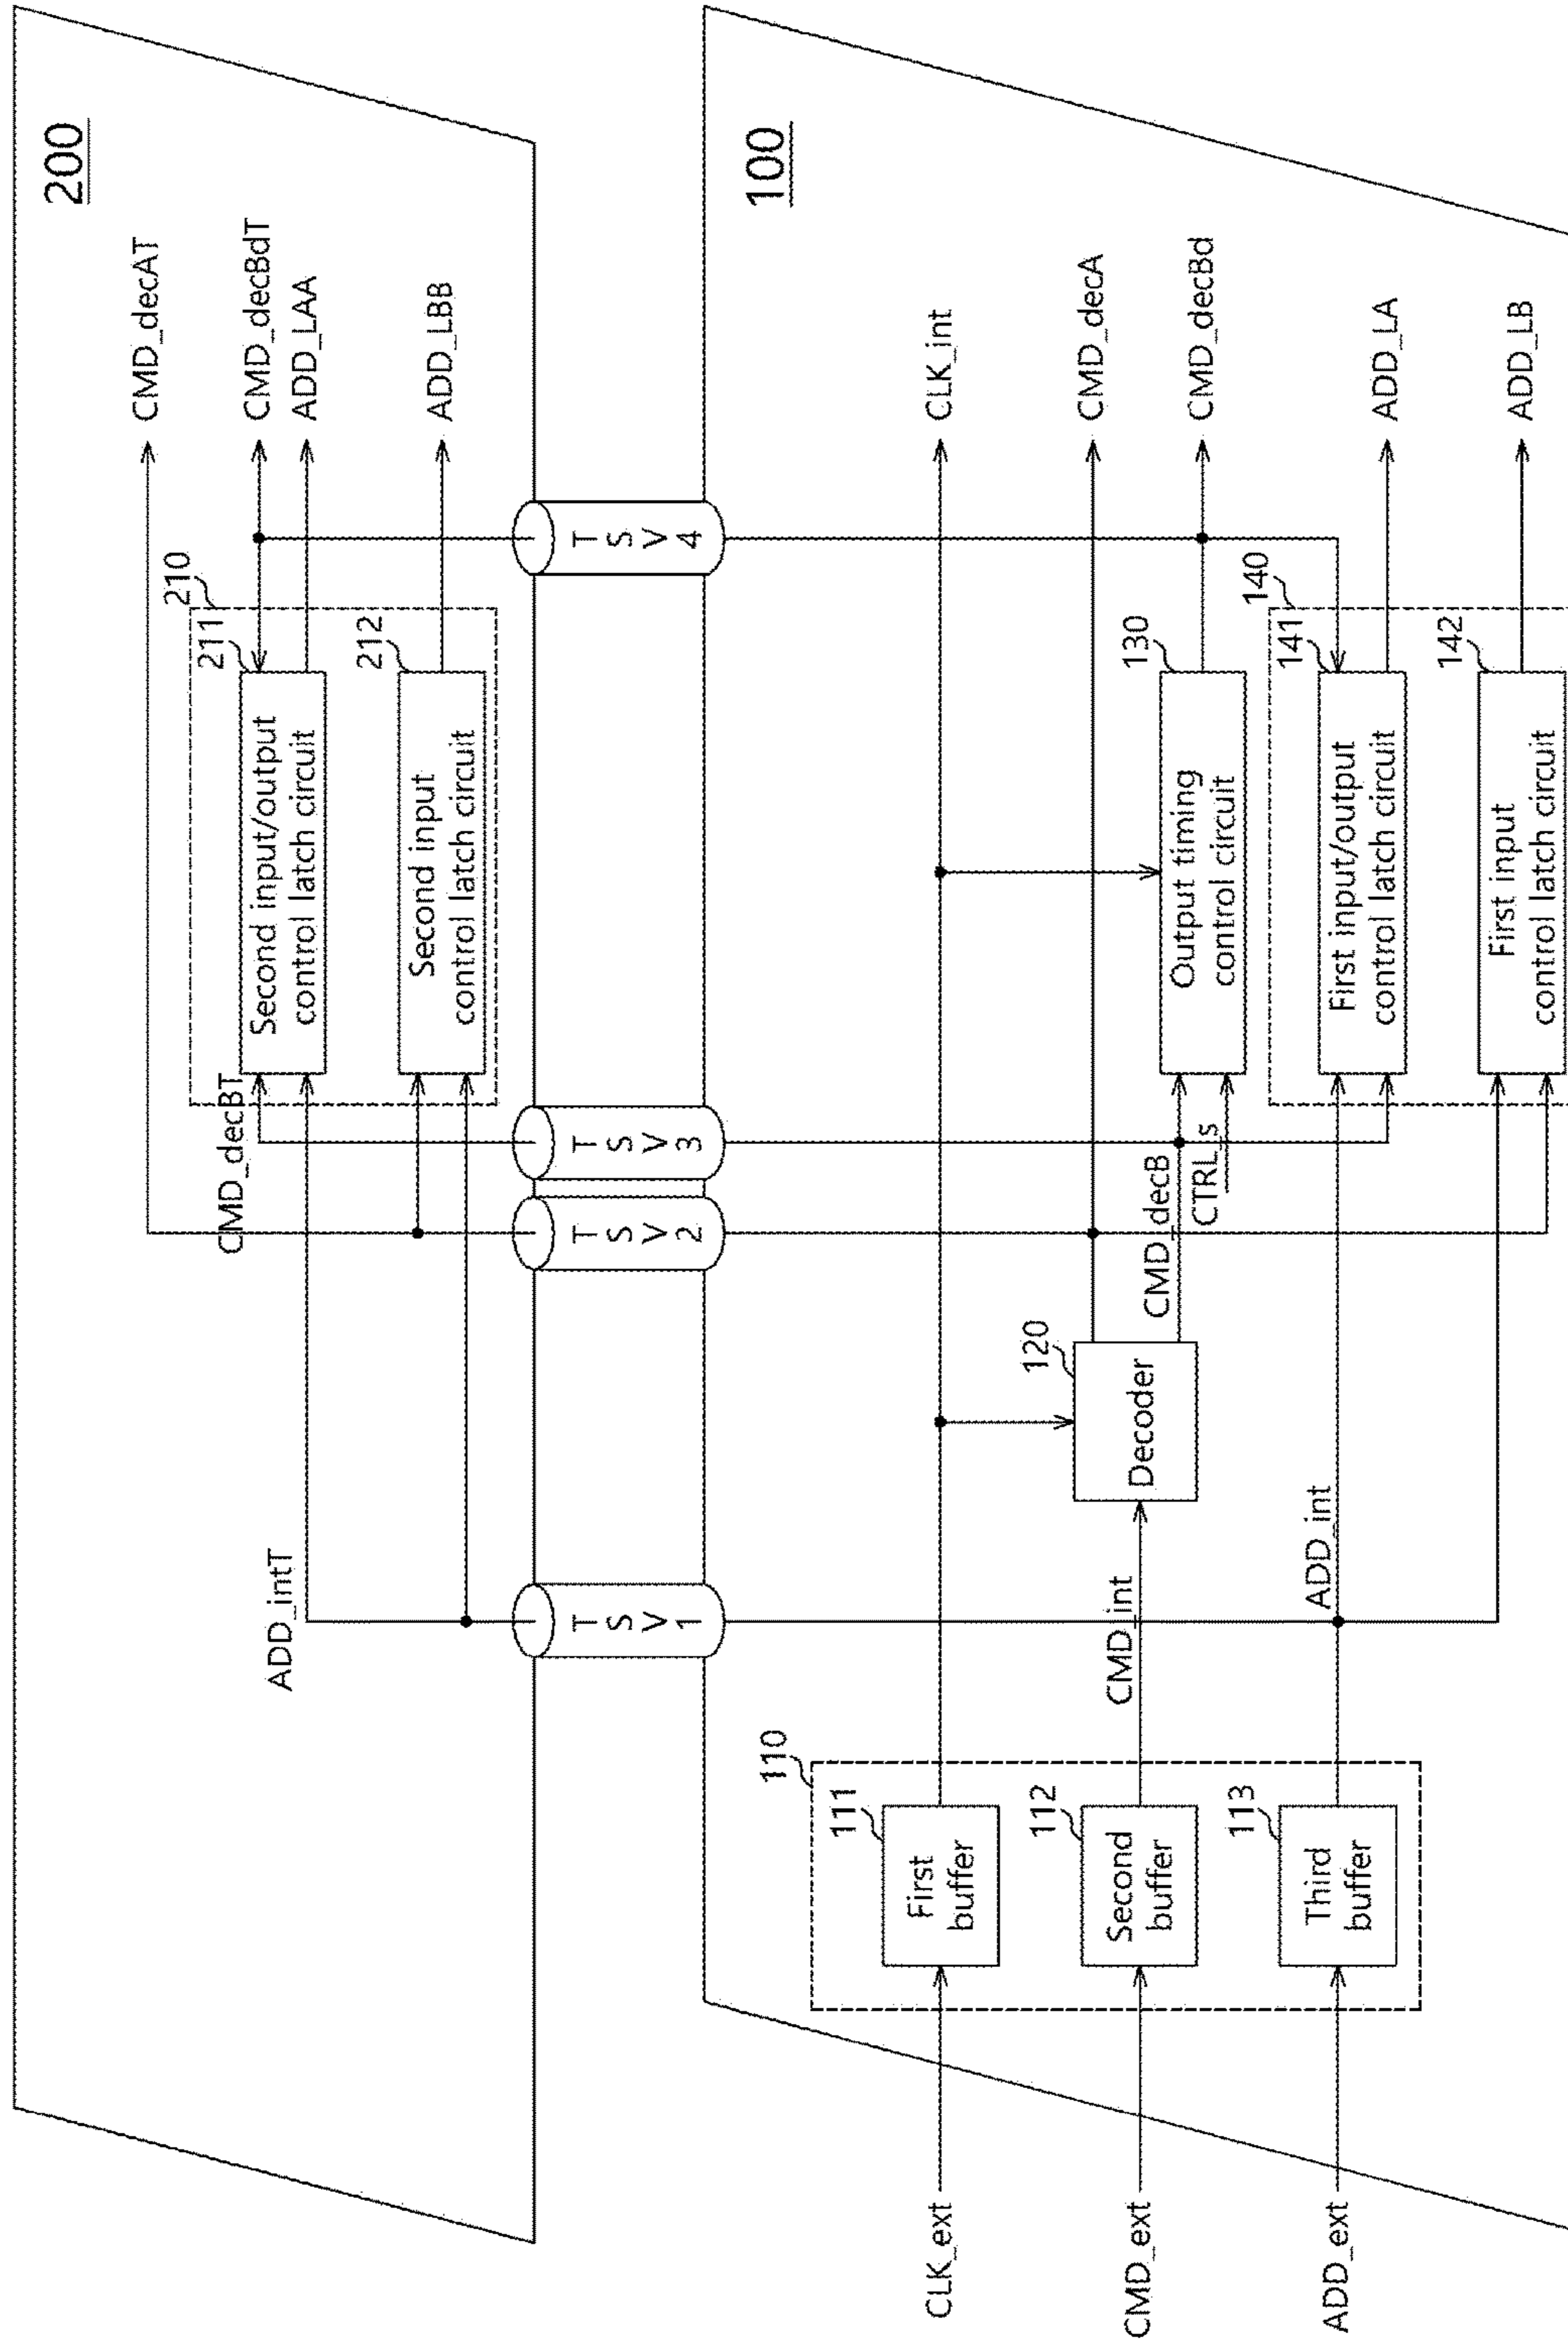 200
CMD_decAT
210
211
CMD_decBT
Second input/output
control latch circuit
CMD_decBdT
ADD_LAA
ADD_intT
212
Second input
control latch circuit
ADD_LBB
TSV1
TSV2
TSV3
TSV4
100
110
111
CLK_ext
First
buffer
CLK_int
112
CMD_ext
Second
buffer
CMD_int
120
Decoder
CMD_decA
CMD_decB
CTRL_s
130
Output timing
control circuit
CMD_decBd
113
ADD_ext
Third
buffer
ADD_int
140
141
First input/output
control latch circuit
ADD_LA
142
First input
control latch circuit
ADD_LB